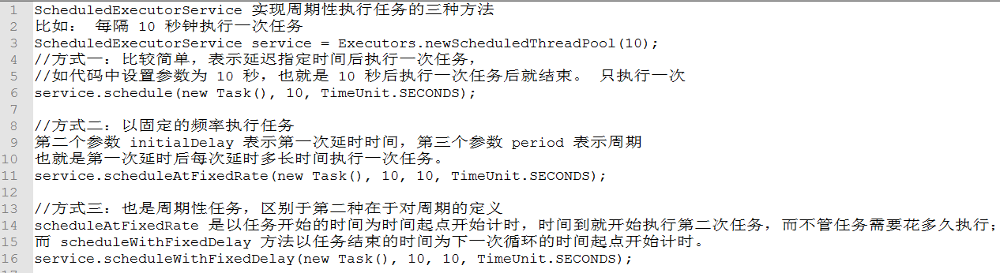 1 ScheduledExecutorService 实现周期性执行任务的三种方法
2 比如： 每隔 10 秒钟执行一次任务
3 ScheduledExecutorService service = Executors.newScheduledThreadPool(10);
4 //方式一：比较简单，表示延迟指定时间后执行一次任务，
5 //如代码中设置参数为 10 秒，也就是 10 秒后执行一次任务后就结束。 只执行一次
6 service.schedule(new Task(), 10, TimeUnit.SECONDS);
7
8 //方式二：以固定的频率执行任务
9 第二个参数 initialDelay 表示第一次延时时间，第三个参数 period 表示周期
10 也就是第一次延时后每次延时多长时间执行一次任务。
11 service.scheduleAtFixedRate(new Task(), 10, 10, TimeUnit.SECONDS);
12
13 //方式三：也是周期性任务，区别于第二种在于对周期的定义
14 scheduleAtFixedRate 是以任务开始的时间为时间起点开始计时，时间到就开始执行第二次任务，而不管任务需要花多久执行；
15 而 scheduleWithFixedDelay 方法以任务结束的时间为下一次循环的时间起点开始计时。
16 service.scheduleWithFixedDelay(new Task(), 10, 10, TimeUnit.SECONDS);